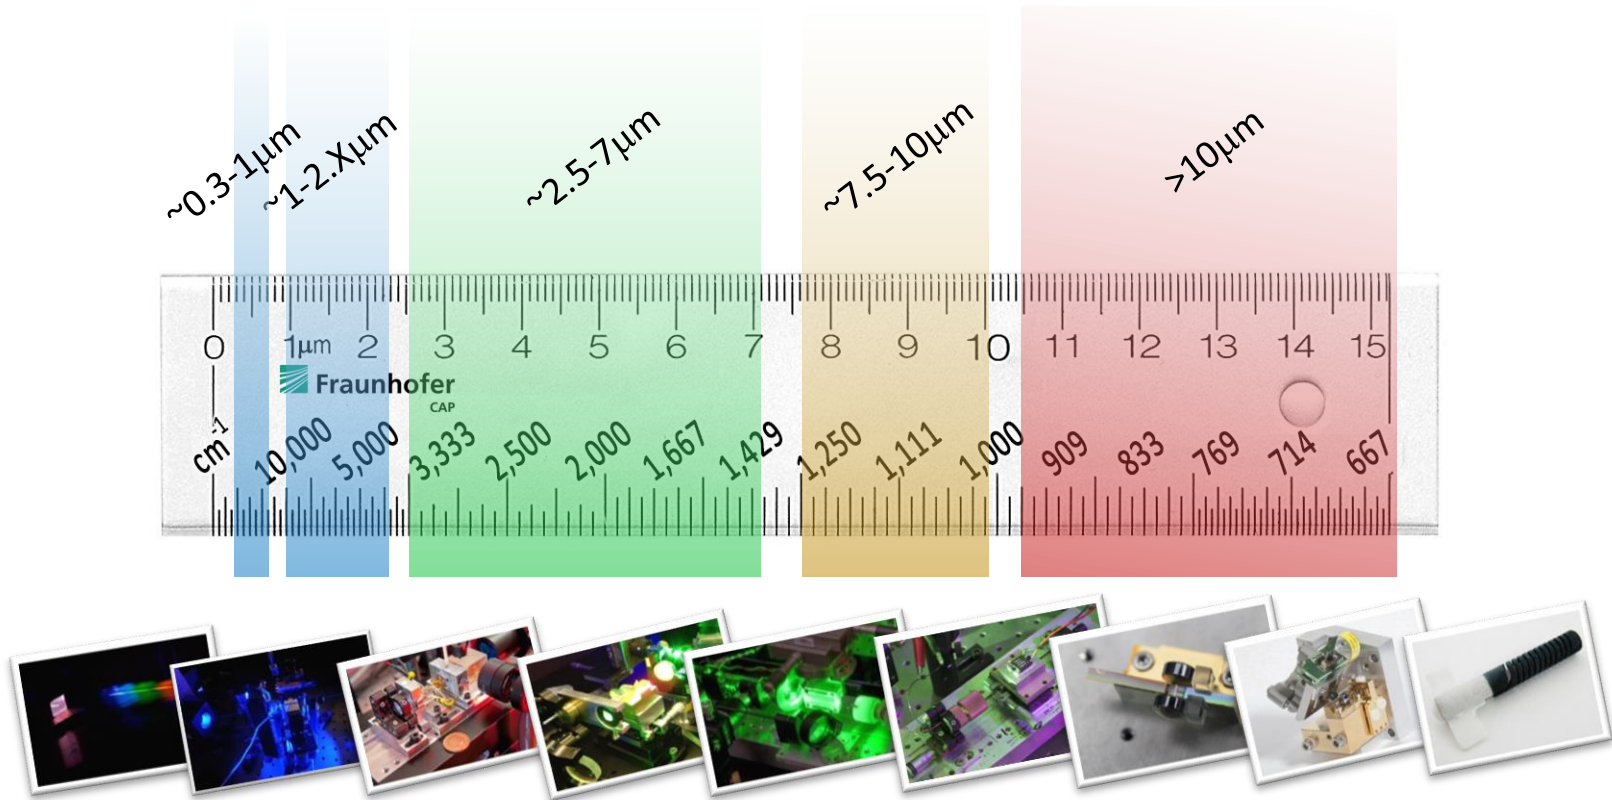 ~0.3-1µm
~1-2.Xµm
~2.5-7µm
~7.5-10µm
>10µm
0 1µm 2 3 4 5 6 7 8 9 10 11 12 13 14 15
Fraunhofer
CAP
cm-1 10,000 5,000 3,333 2,500 2,000 1,667 1,429 1,250 1,111 1,000 909 833 769 714 667